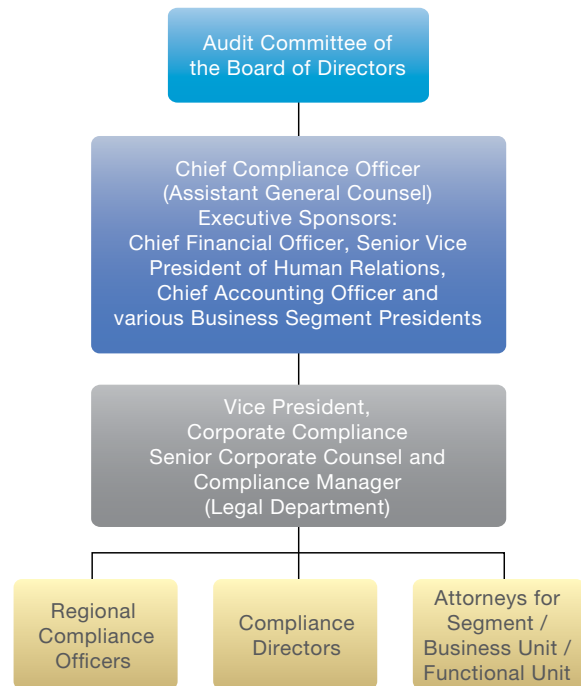 Audit Committee of
the Board of Directors
Chief Compliance Officer
(Assistant General Counsel)
Executive Sponsors:
Chief Financial Officer, Senior Vice
President of Human Relations,
Chief Accounting Officer and
various Business Segment Presidents
Vice President,
Corporate Compliance
Senior Corporate Counsel and
Compliance Manager
(Legal Department)
Regional
Compliance
Officers
Compliance
Directors
Attorneys for
Segment /
Business Unit /
Functional Unit